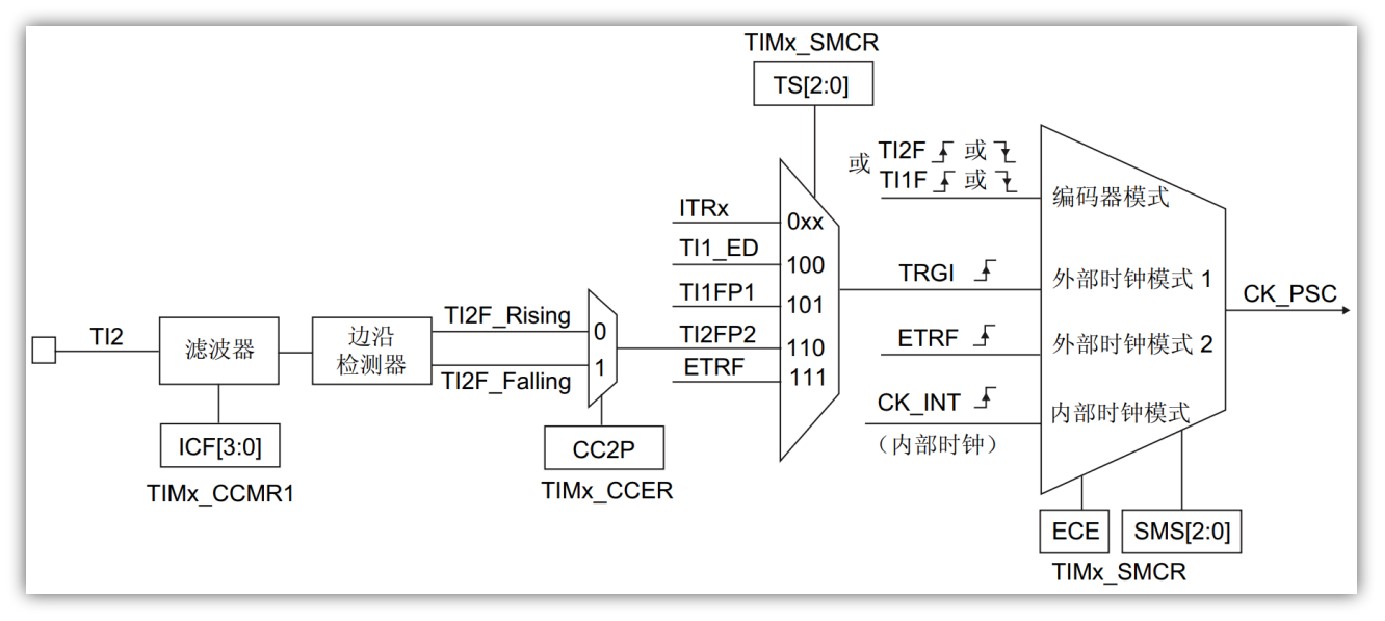 TIMx_SMCR
TS[2:0]
或
TI2F 或
TI1F 或
编码器模式
ITRx
0xx
TI1_ED
100
TRGI
外部时钟模式 1
TI1FP1
101
CK_PSC
TI2
滤波器
边沿
检测器
TI2F_Rising
0
TI2F_Falling
1
TI2FP2
110
ETRF
111
ETRF
外部时钟模式 2
CK_INT
(内部时钟)
内部时钟模式
ICF[3:0]
TIMx_CCMR1
CC2P
TIMx_CCER
ECE
SMS[2:0]
TIMx_SMCR